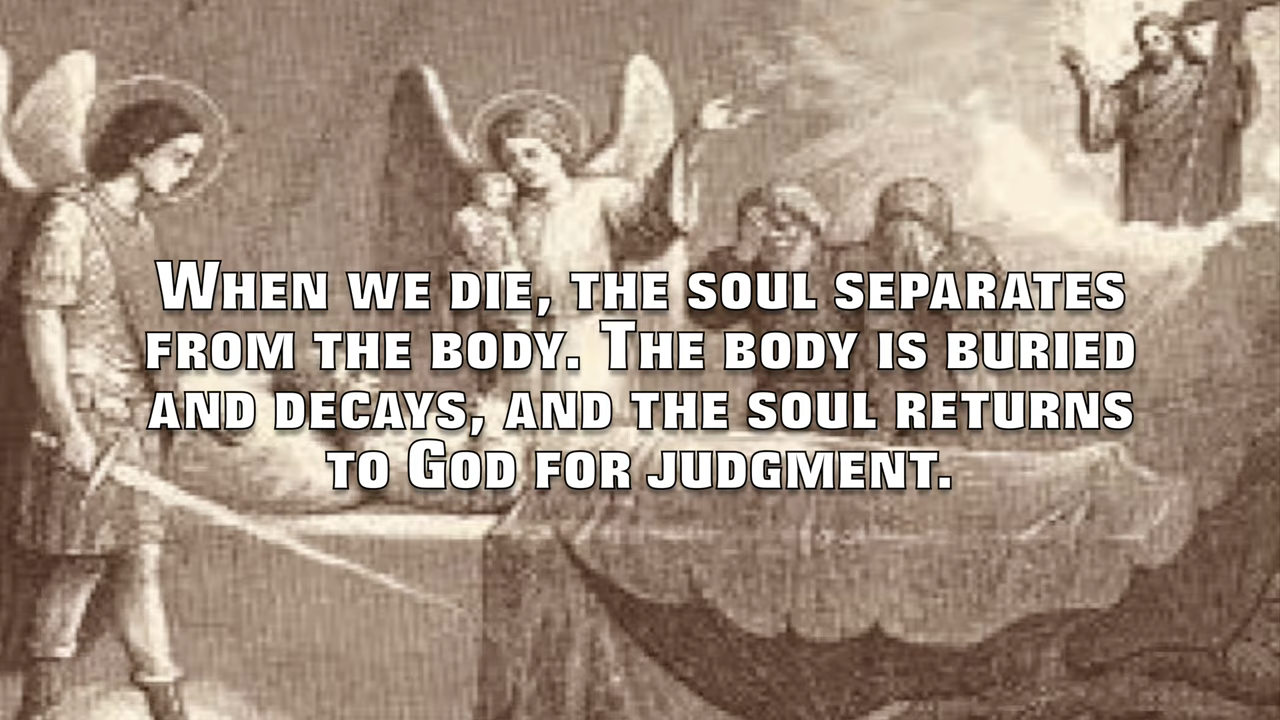 When we die, the soul separates
from the body. The body is buried
and decays, and the soul returns
to God for judgment.